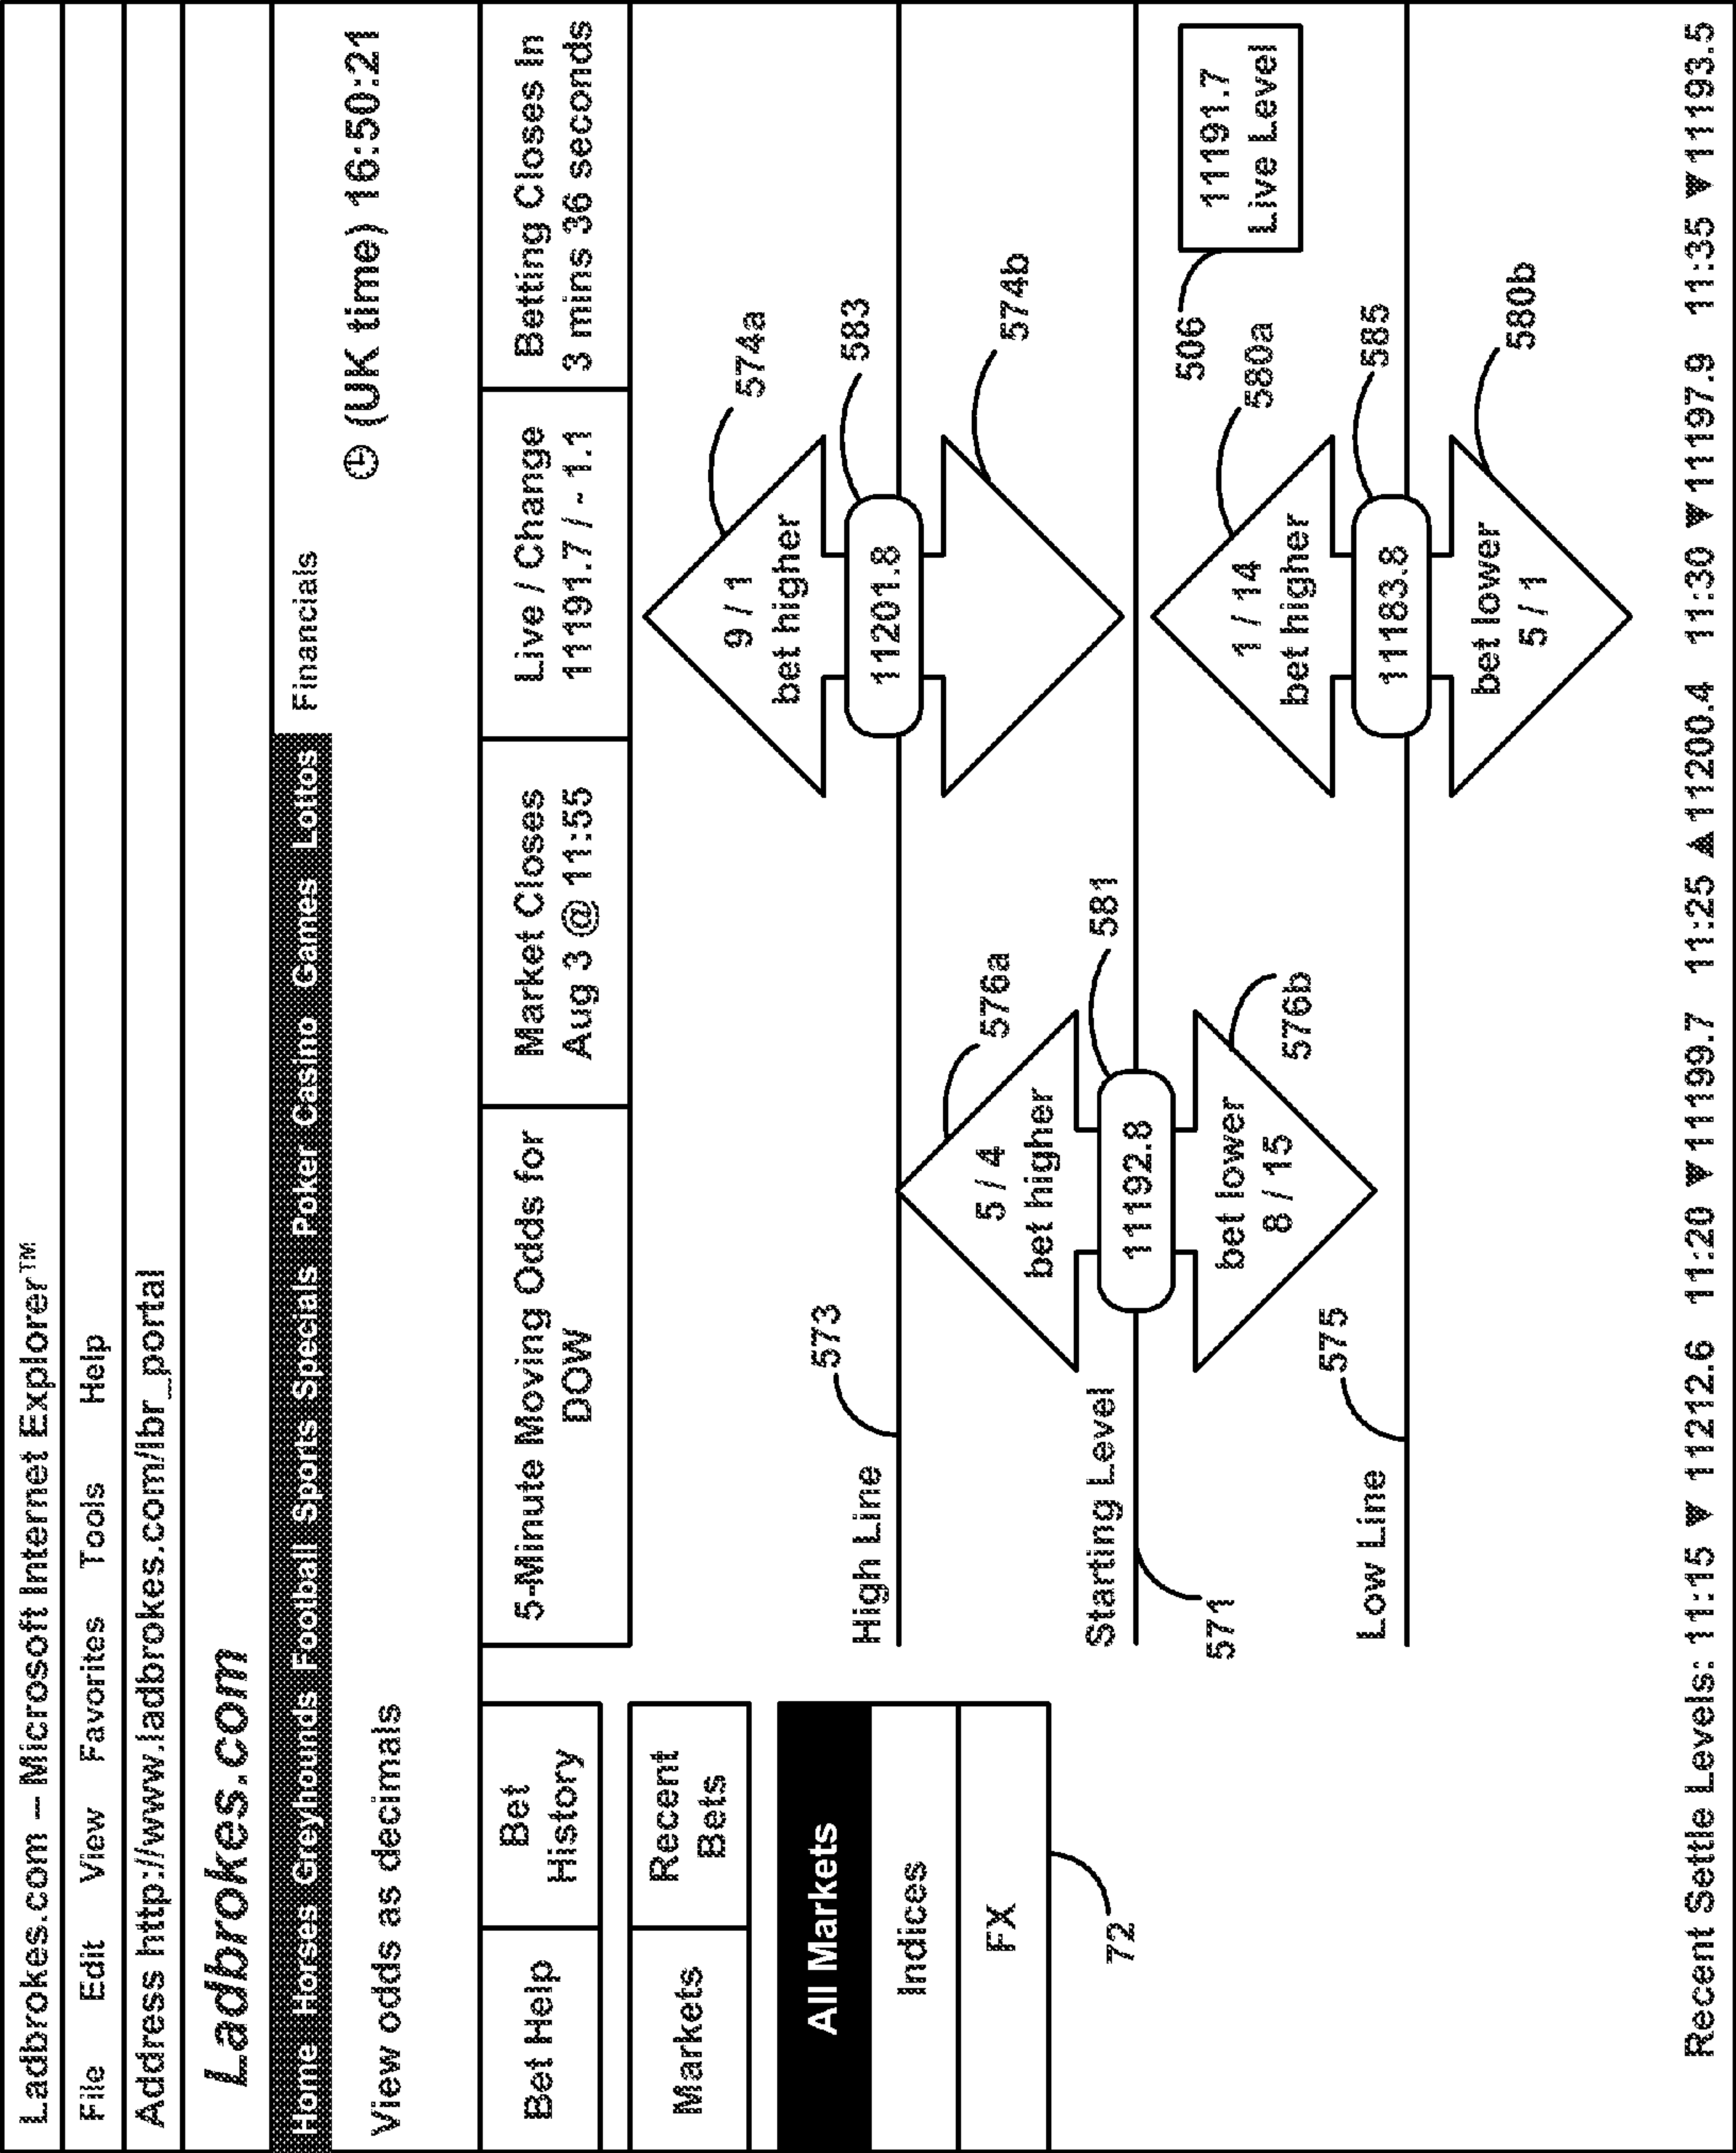 Ladbrokes.com — Microsoft Internet Explorer™
File Edit View Favorites Tools Help
Address http://www.ladbrokes.com/lbr_portal
Ladbrokes.com
Home Horses Greyhounds Football Sports Specials Poker Casino Games Lottos Financials
View odds as decimals
(UK time) 16:50:21
Bet Help
Bet
History
Markets
Recent
Bets
All Markets
Indices
FX
72
5-Minute Moving Odds for
DOW
Market Closes
Aug 3 @ 11:55
Live / Change
11191.7 / - 1.1
Betting Closes In
3 mins 36 seconds
High Line
573
9 / 1
bet higher
574a
11201.8
583
574b
Starting Level
571
5 / 4
bet higher
576a
11192.8
581
bet lower
8 / 15
576b
11191.7
Live Level
506
Low Line
575
1 / 14
bet higher
580a
11183.8
585
bet lower
5 / 1
580b
Recent Settle Levels: 11:15 ▼ 11212.6 11:20 ▼11199.7 11:25 ▲11200.4 11:30 ▼11197.9 11:35 ▼11193.5